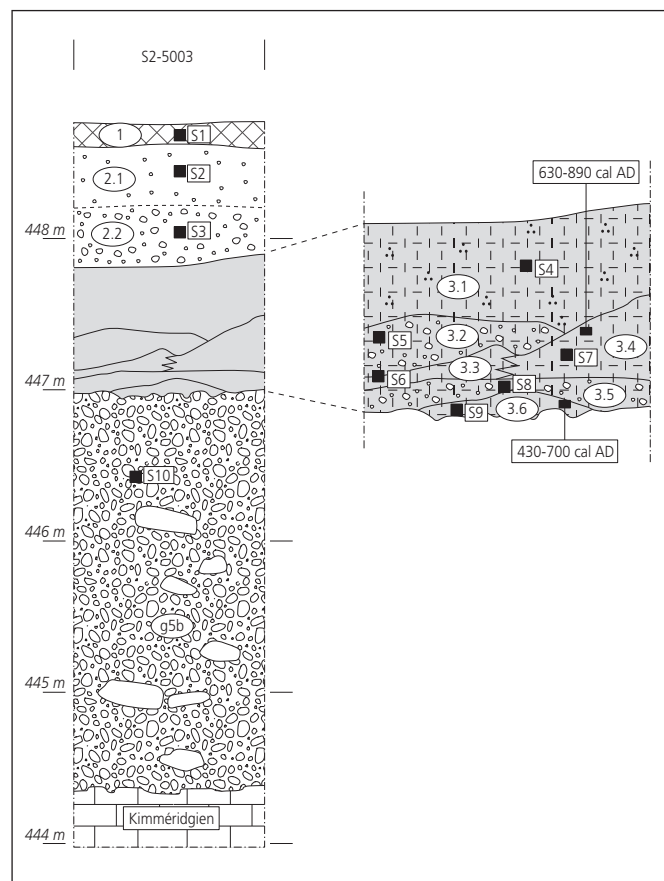 S2-5003
1
S1
2.1
S2
630-890 cal AD
448 m
2.2
S3
S4
3.1
3.2
S5
3.4
S7
3.3
447 m
S6
S8
3.5
S9
3.6
430-700 cal AD
S10
446 m
g5b
445 m
Kimméridgien
444 m